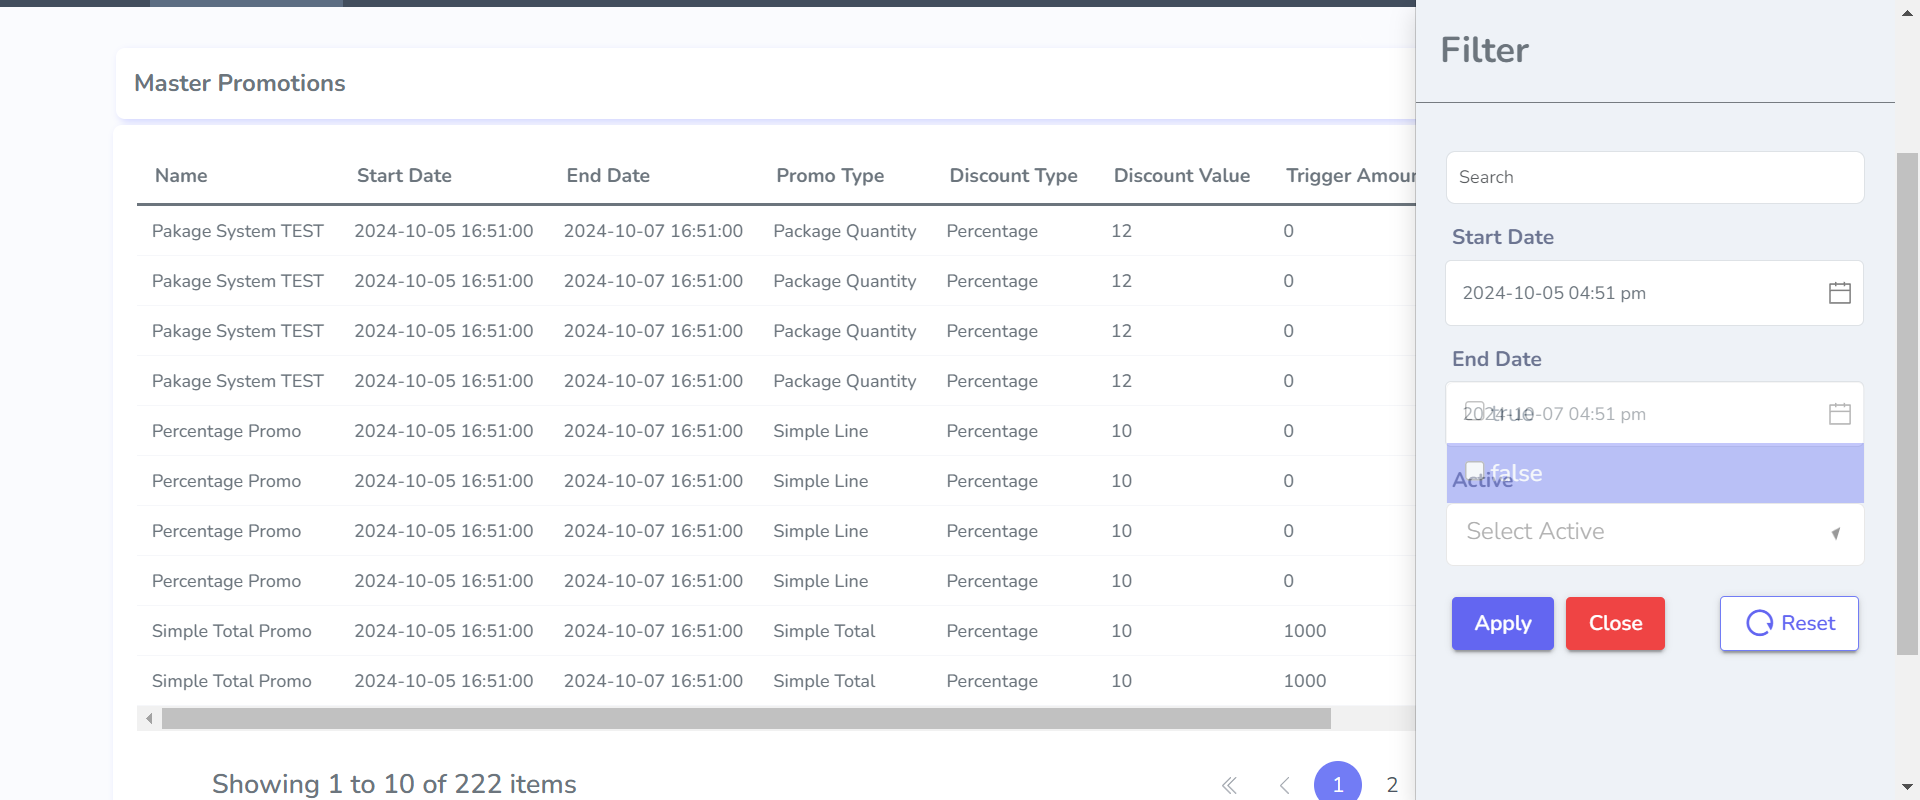 Master Promotions
Name Start Date End Date Promo Type Discount Type Discount Value Trigger Amour
Pakage System TEST 2024-10-05 16:51:00 2024-10-07 16:51:00 Package Quantity Percentage 12 0
Pakage System TEST 2024-10-05 16:51:00 2024-10-07 16:51:00 Package Quantity Percentage 12 0
Pakage System TEST 2024-10-05 16:51:00 2024-10-07 16:51:00 Package Quantity Percentage 12 0
Pakage System TEST 2024-10-05 16:51:00 2024-10-07 16:51:00 Package Quantity Percentage 12 0
Percentage Promo 2024-10-05 16:51:00 2024-10-07 16:51:00 Simple Line Percentage 10 0
Percentage Promo 2024-10-05 16:51:00 2024-10-07 16:51:00 Simple Line Percentage 10 0
Percentage Promo 2024-10-05 16:51:00 2024-10-07 16:51:00 Simple Line Percentage 10 0
Percentage Promo 2024-10-05 16:51:00 2024-10-07 16:51:00 Simple Line Percentage 10 0
Simple Total Promo 2024-10-05 16:51:00 2024-10-07 16:51:00 Simple Total Percentage 10 1000
Simple Total Promo 2024-10-05 16:51:00 2024-10-07 16:51:00 Simple Total Percentage 10 1000
Showing 1 to 10 of 222 items
1 2
Filter
Search
Start Date
2024-10-05 04:51 pm
End Date
2024-10-07 04:51 pm
true
false
Active
Select Active
Apply Close Reset